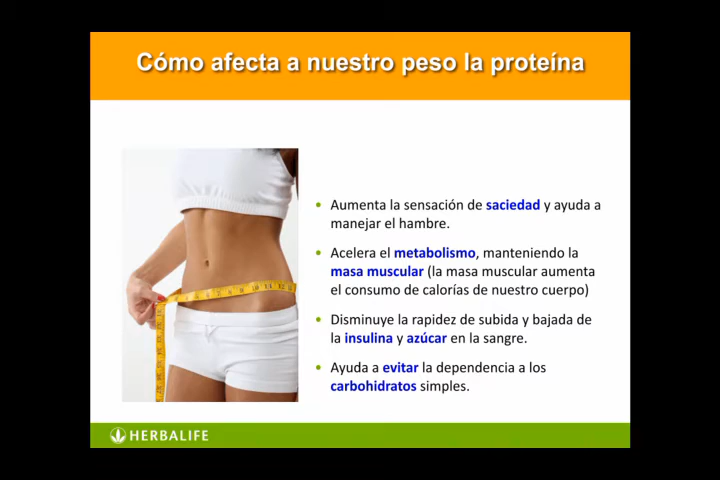 Cómo afecta a nuestro peso la proteína
• Aumenta la sensación de saciedad y ayuda a
manejar el hambre.
• Acelera el metabolismo, manteniendo la
masa muscular (la masa muscular aumenta
el consumo de calorías de nuestro cuerpo)
• Disminuye la rapidez de subida y bajada de
la insulina y azúcar en la sangre.
• Ayuda a evitar la dependencia a los
carbohidratos simples.
HERBALIFE